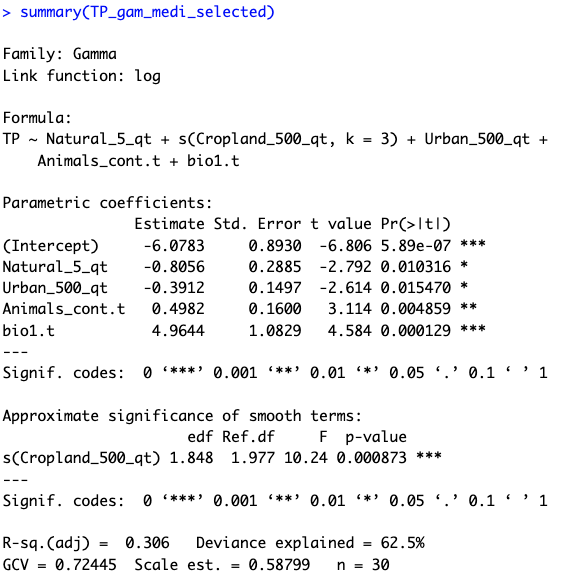 > summary(TP_gam_medi_selected)

Family: Gamma
Link function: log

Formula:
TP ~ Natural_5_qt + s(Cropland_500_qt, k = 3) + Urban_500_qt +
    Animals_cont.t + bio1.t

Parametric coefficients:
               Estimate Std. Error t value Pr(>|t|)
(Intercept)     -6.0783     0.8930  -6.806 5.89e-07 ***
Natural_5_qt    -0.8056     0.2885  -2.792 0.010316 *
Urban_500_qt    -0.3912     0.1497  -2.614 0.015470 *
Animals_cont.t   0.4982     0.1600   3.114 0.004859 **
bio1.t           4.9644     1.0829   4.584 0.000129 ***
---
Signif. codes:  0 ‘***’ 0.001 ‘**’ 0.01 ‘*’ 0.05 ‘.’ 0.1 ‘ ’ 1

Approximate significance of smooth terms:
                     edf Ref.df     F  p-value
s(Cropland_500_qt) 1.848  1.977 10.24 0.000873 ***
---
Signif. codes:  0 ‘***’ 0.001 ‘**’ 0.01 ‘*’ 0.05 ‘.’ 0.1 ‘ ’ 1

R-sq.(adj) =  0.306   Deviance explained = 62.5%
GCV = 0.72445  Scale est. = 0.58799   n = 30